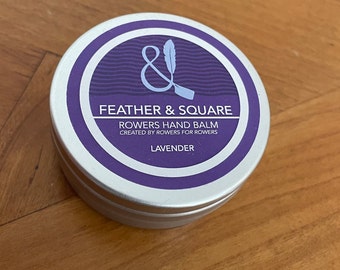 &
FEATHER & SQUARE
ROWERS HAND BALM
CREATED BY ROWERS FOR ROWERS
LAVENDER